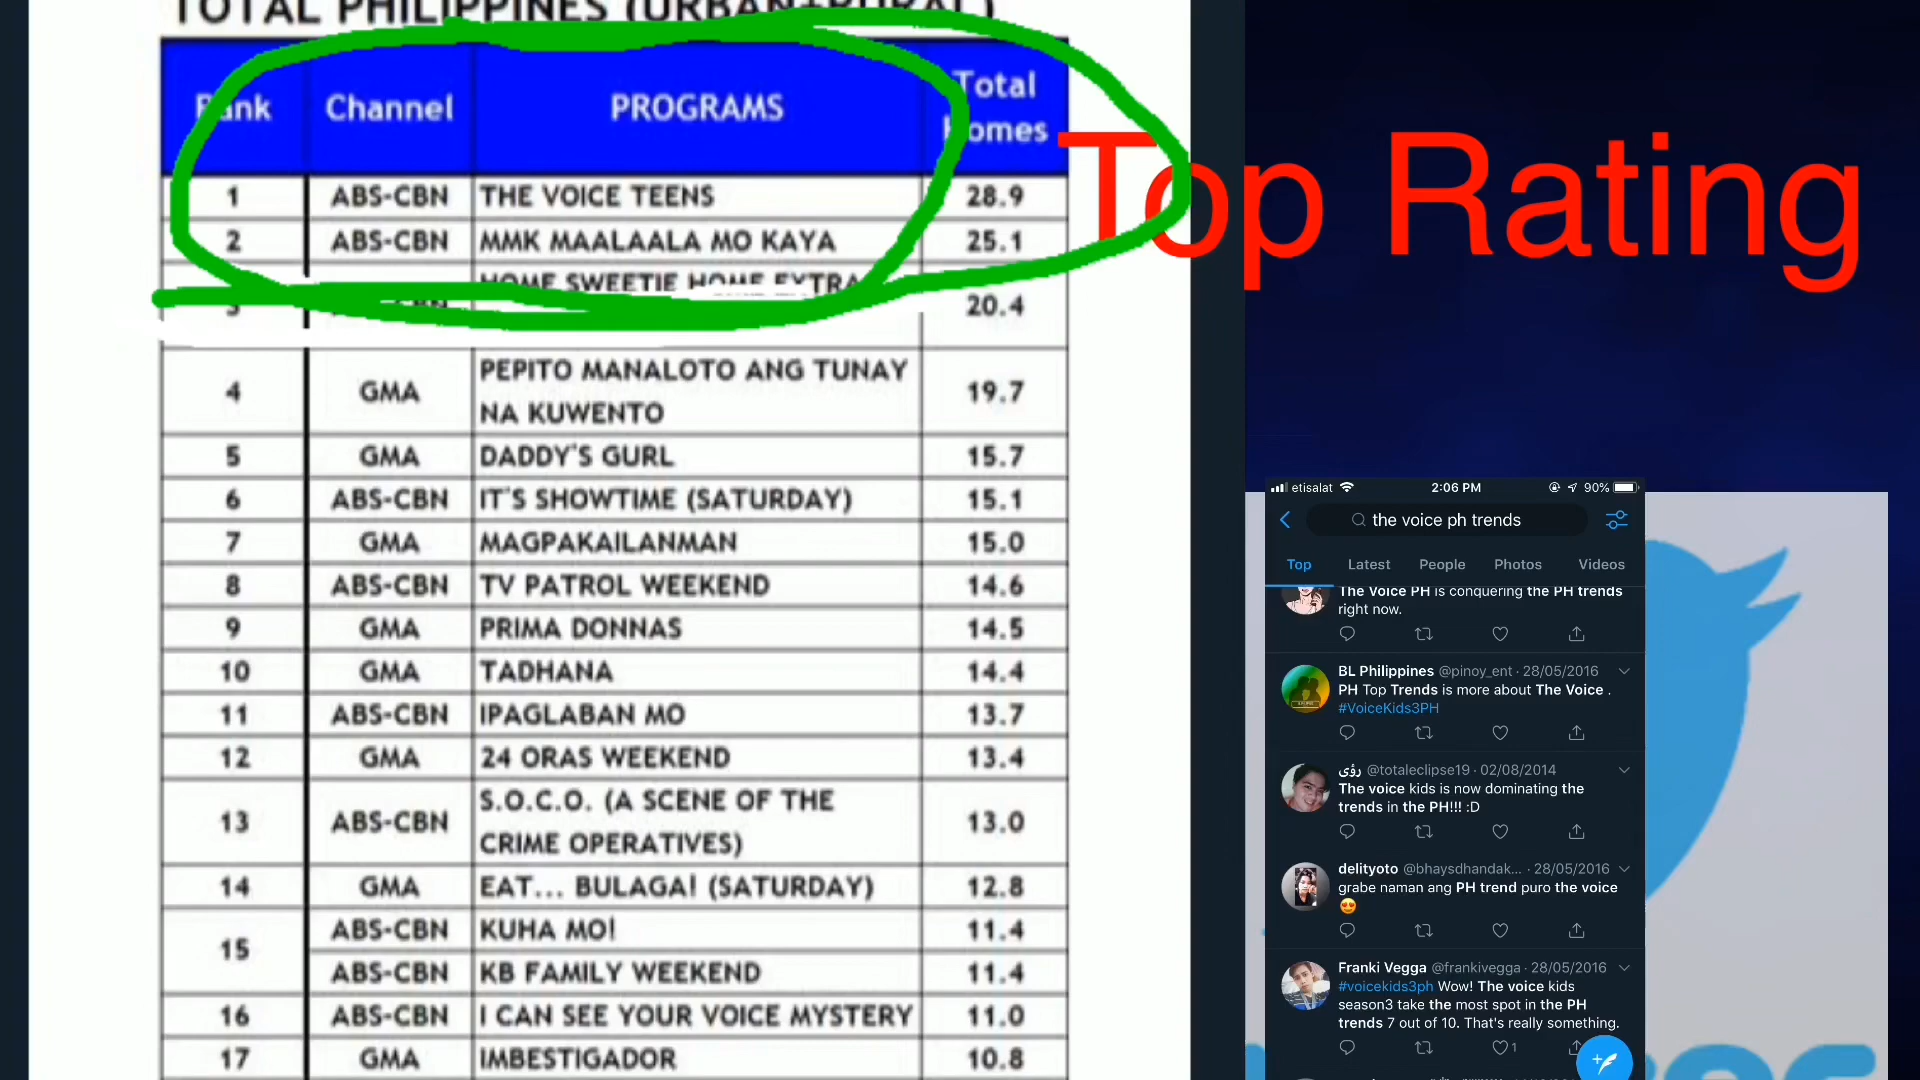 TOTAL PHILIPPINES (URBAN+RURAL)
Rank Channel PROGRAMS Total Homes
1 ABS-CBN THE VOICE TEENS 28.9
2 ABS-CBN MMK MAALAALA MO KAYA 25.1
3 HOME SWEETIE HOME EXTRA 20.4
4 GMA PEPITO MANALOTO ANG TUNAY
NA KUWENTO 19.7
5 GMA DADDY'S GURL 15.7
6 ABS-CBN IT'S SHOWTIME (SATURDAY) 15.1
7 GMA MAGPAKAILANMAN 15.0
8 ABS-CBN TV PATROL WEEKEND 14.6
9 GMA PRIMA DONNAS 14.5
10 GMA TADHANA 14.4
11 ABS-CBN IPAGLABAN MO 13.7
12 GMA 24 ORAS WEEKEND 13.4
13 ABS-CBN S.O.C.O. (A SCENE OF THE
CRIME OPERATIVES) 13.0
14 GMA EAT... BULAGA! (SATURDAY) 12.8
15 ABS-CBN KUHA MO! 11.4
ABS-CBN KB FAMILY WEEKEND 11.4
16 ABS-CBN I CAN SEE YOUR VOICE MYSTERY 11.0
17 GMA IMBESTIGADOR 10.8
Top Rating
etisalat 2:06 PM 90%
the voice ph trends
Top Latest People Photos Videos
The Voice PH is conquering the PH trends
right now.
BL Philippines @pinoy_ent · 28/05/2016
PH Top Trends is more about The Voice .
#VoiceKids3PH
رؤى @totaleclipse19 · 02/08/2014
The voice kids is now dominating the
trends in the PH!!! :D
delityoto @bhaysdhandak... · 28/05/2016
grabe naman ang PH trend puro the voice
😍
Franki Vegga @frankivegga · 28/05/2016
#voicekids3ph Wow! The voice kids
season3 take the most spot in the PH
trends 7 out of 10. That's really something.
1